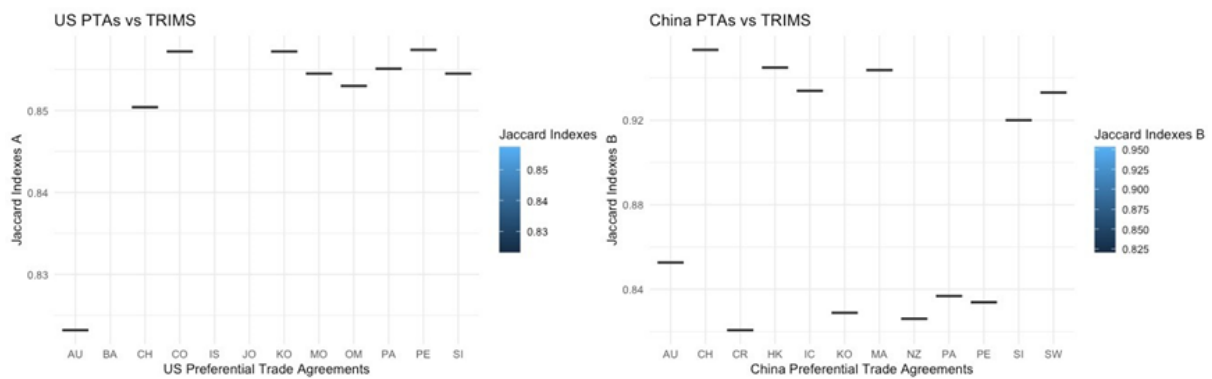 US PTAs vs TRIMS
Jaccard Indexes A
0.85
0.84
0.83
AU BA CH CO IS JO KO MO OM PA PE SI
US Preferential Trade Agreements
Jaccard Indexes
0.85
0.84
0.83
China PTAs vs TRIMS
Jaccard Indexes B
0.92
0.88
0.84
AU CH CR HK IC KO MA NZ PA PE SI SW
China Preferential Trade Agreements
Jaccard Indexes B
0.950
0.925
0.900
0.875
0.850
0.825